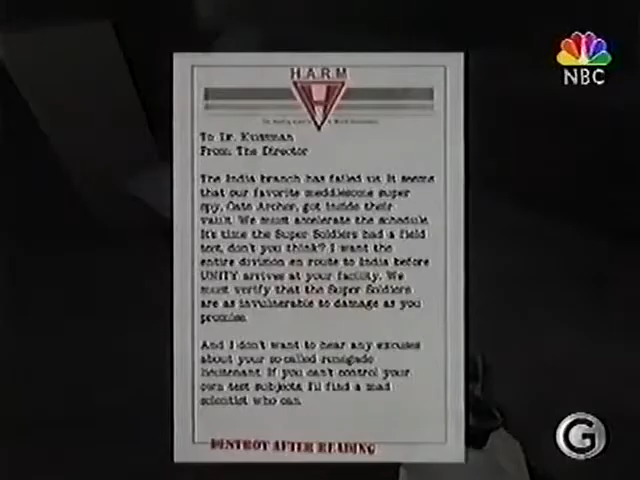 NBC
H.A.R.M
H
To Dr. Kunzman
From The Director
The India branch has failed us. It seems
that our favorite meddlesome super
spy, Cate Archer, got inside their
vault. We must accelerate the schedule.
It's time the Super Soldiers had a field
test, don't you think? I want the
entire division en route to India before
UNITY arrives at your facility. We
must verify that the Super Soldiers
are as invulnerable to damage as you
promise.
And I don't want to hear any excuses
about your so-called renegade
lieutenant. If you can't control your
own test subjects, I'll find a mad
scientist who can.
DESTROY AFTER READING
G